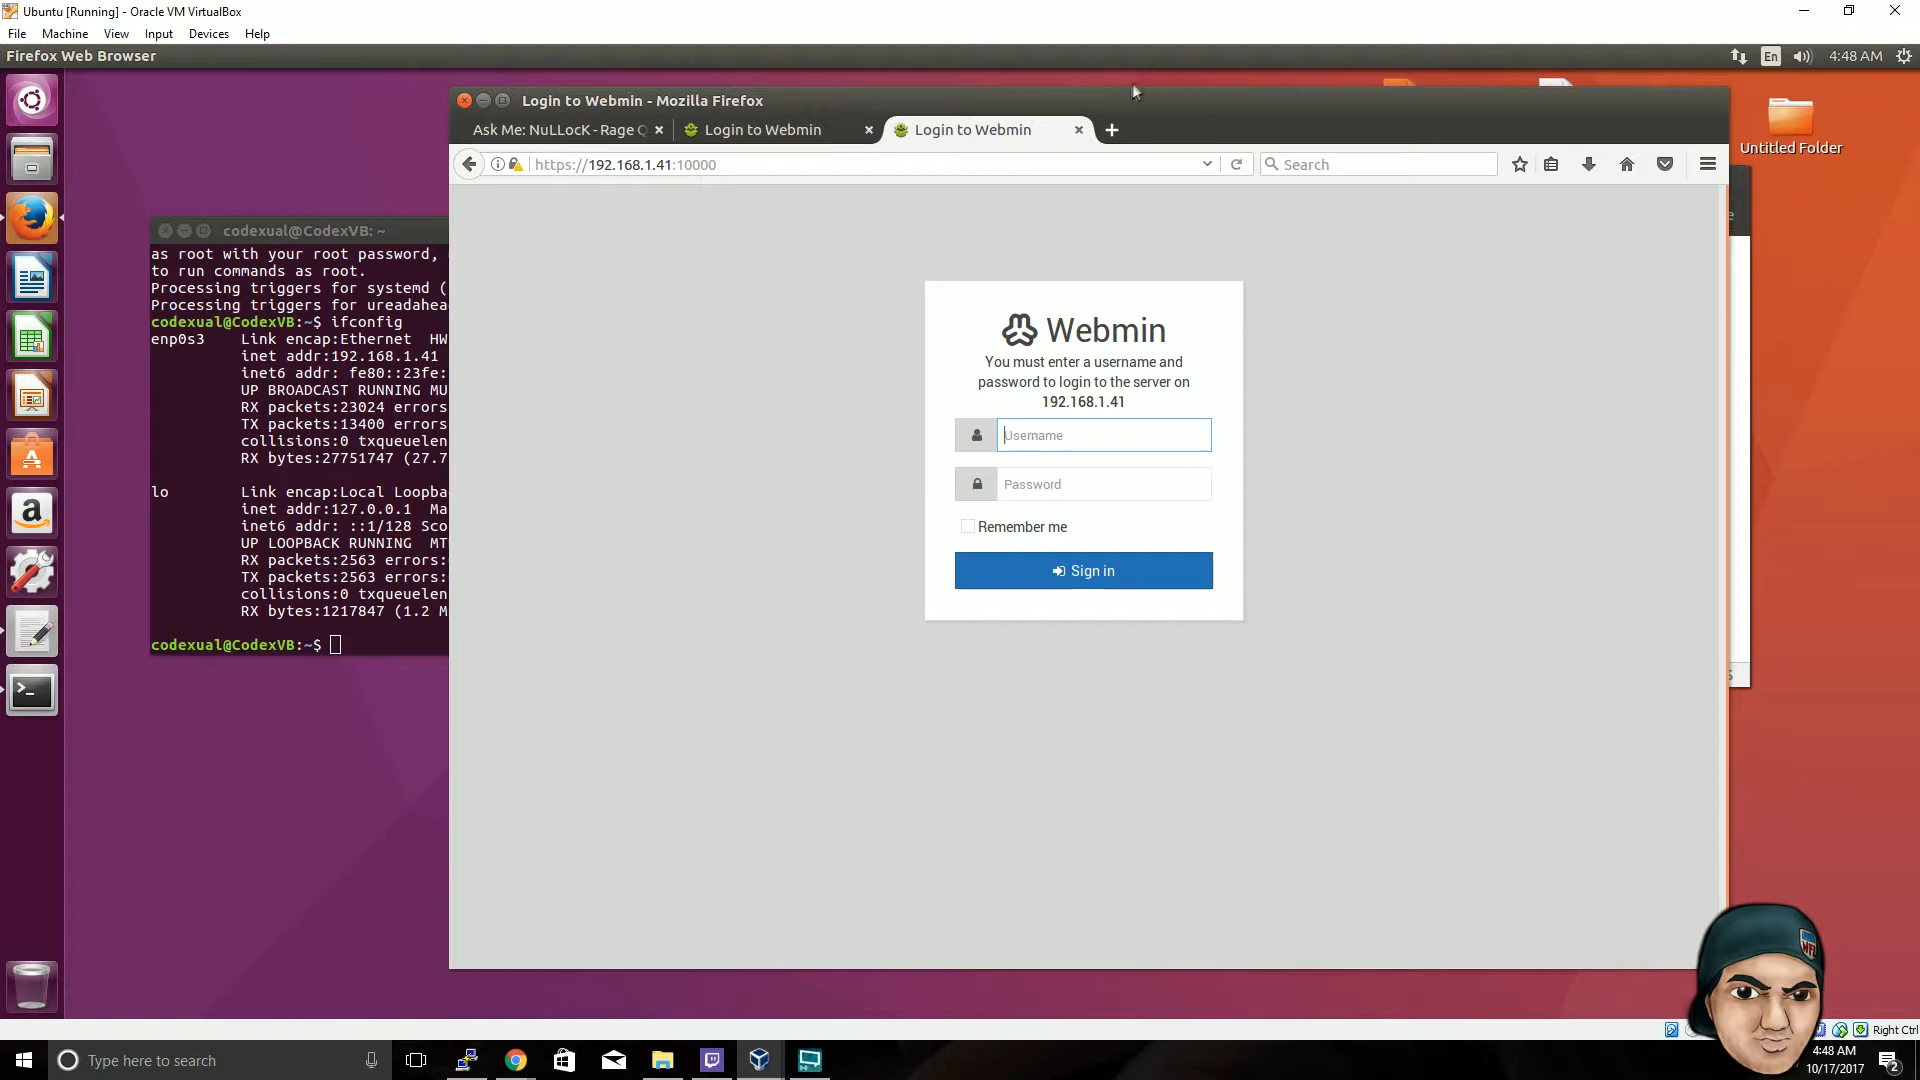 Ubuntu [Running] - Oracle VM VirtualBox
File Machine View Input Devices Help
Firefox Web Browser
En
4:48 AM
Login to Webmin - Mozilla Firefox
Ask Me: NuLLocK - Rage Q
Login to Webmin
Login to Webmin
https://192.168.1.41:10000
Search
Untitled Folder
codexual@CodexVB: ~
as root with your root password,
to run commands as root.
Processing triggers for systemd (
Processing triggers for ureadahea
codexual@CodexVB:~$ ifconfig
enp0s3 Link encap:Ethernet HW
inet addr:192.168.1.41
inet6 addr: fe80::23fe:
UP BROADCAST RUNNING MU
RX packets:23024 errors:
TX packets:13400 errors:
collisions:0 txqueuelen
RX bytes:27751747 (27.7
lo Link encap:Local Loopba
inet addr:127.0.0.1 Ma
inet6 addr: ::1/128 Sco
UP LOOPBACK RUNNING MT
RX packets:2563 errors:
TX packets:2563 errors:
collisions:0 txqueuelen
RX bytes:1217847 (1.2 M
codexual@CodexVB:~$
Webmin
You must enter a username and
password to login to the server on
192.168.1.41
Username
Password
Remember me
Sign in
Right Ctrl
Type here to search
4:48 AM
10/17/2017
2